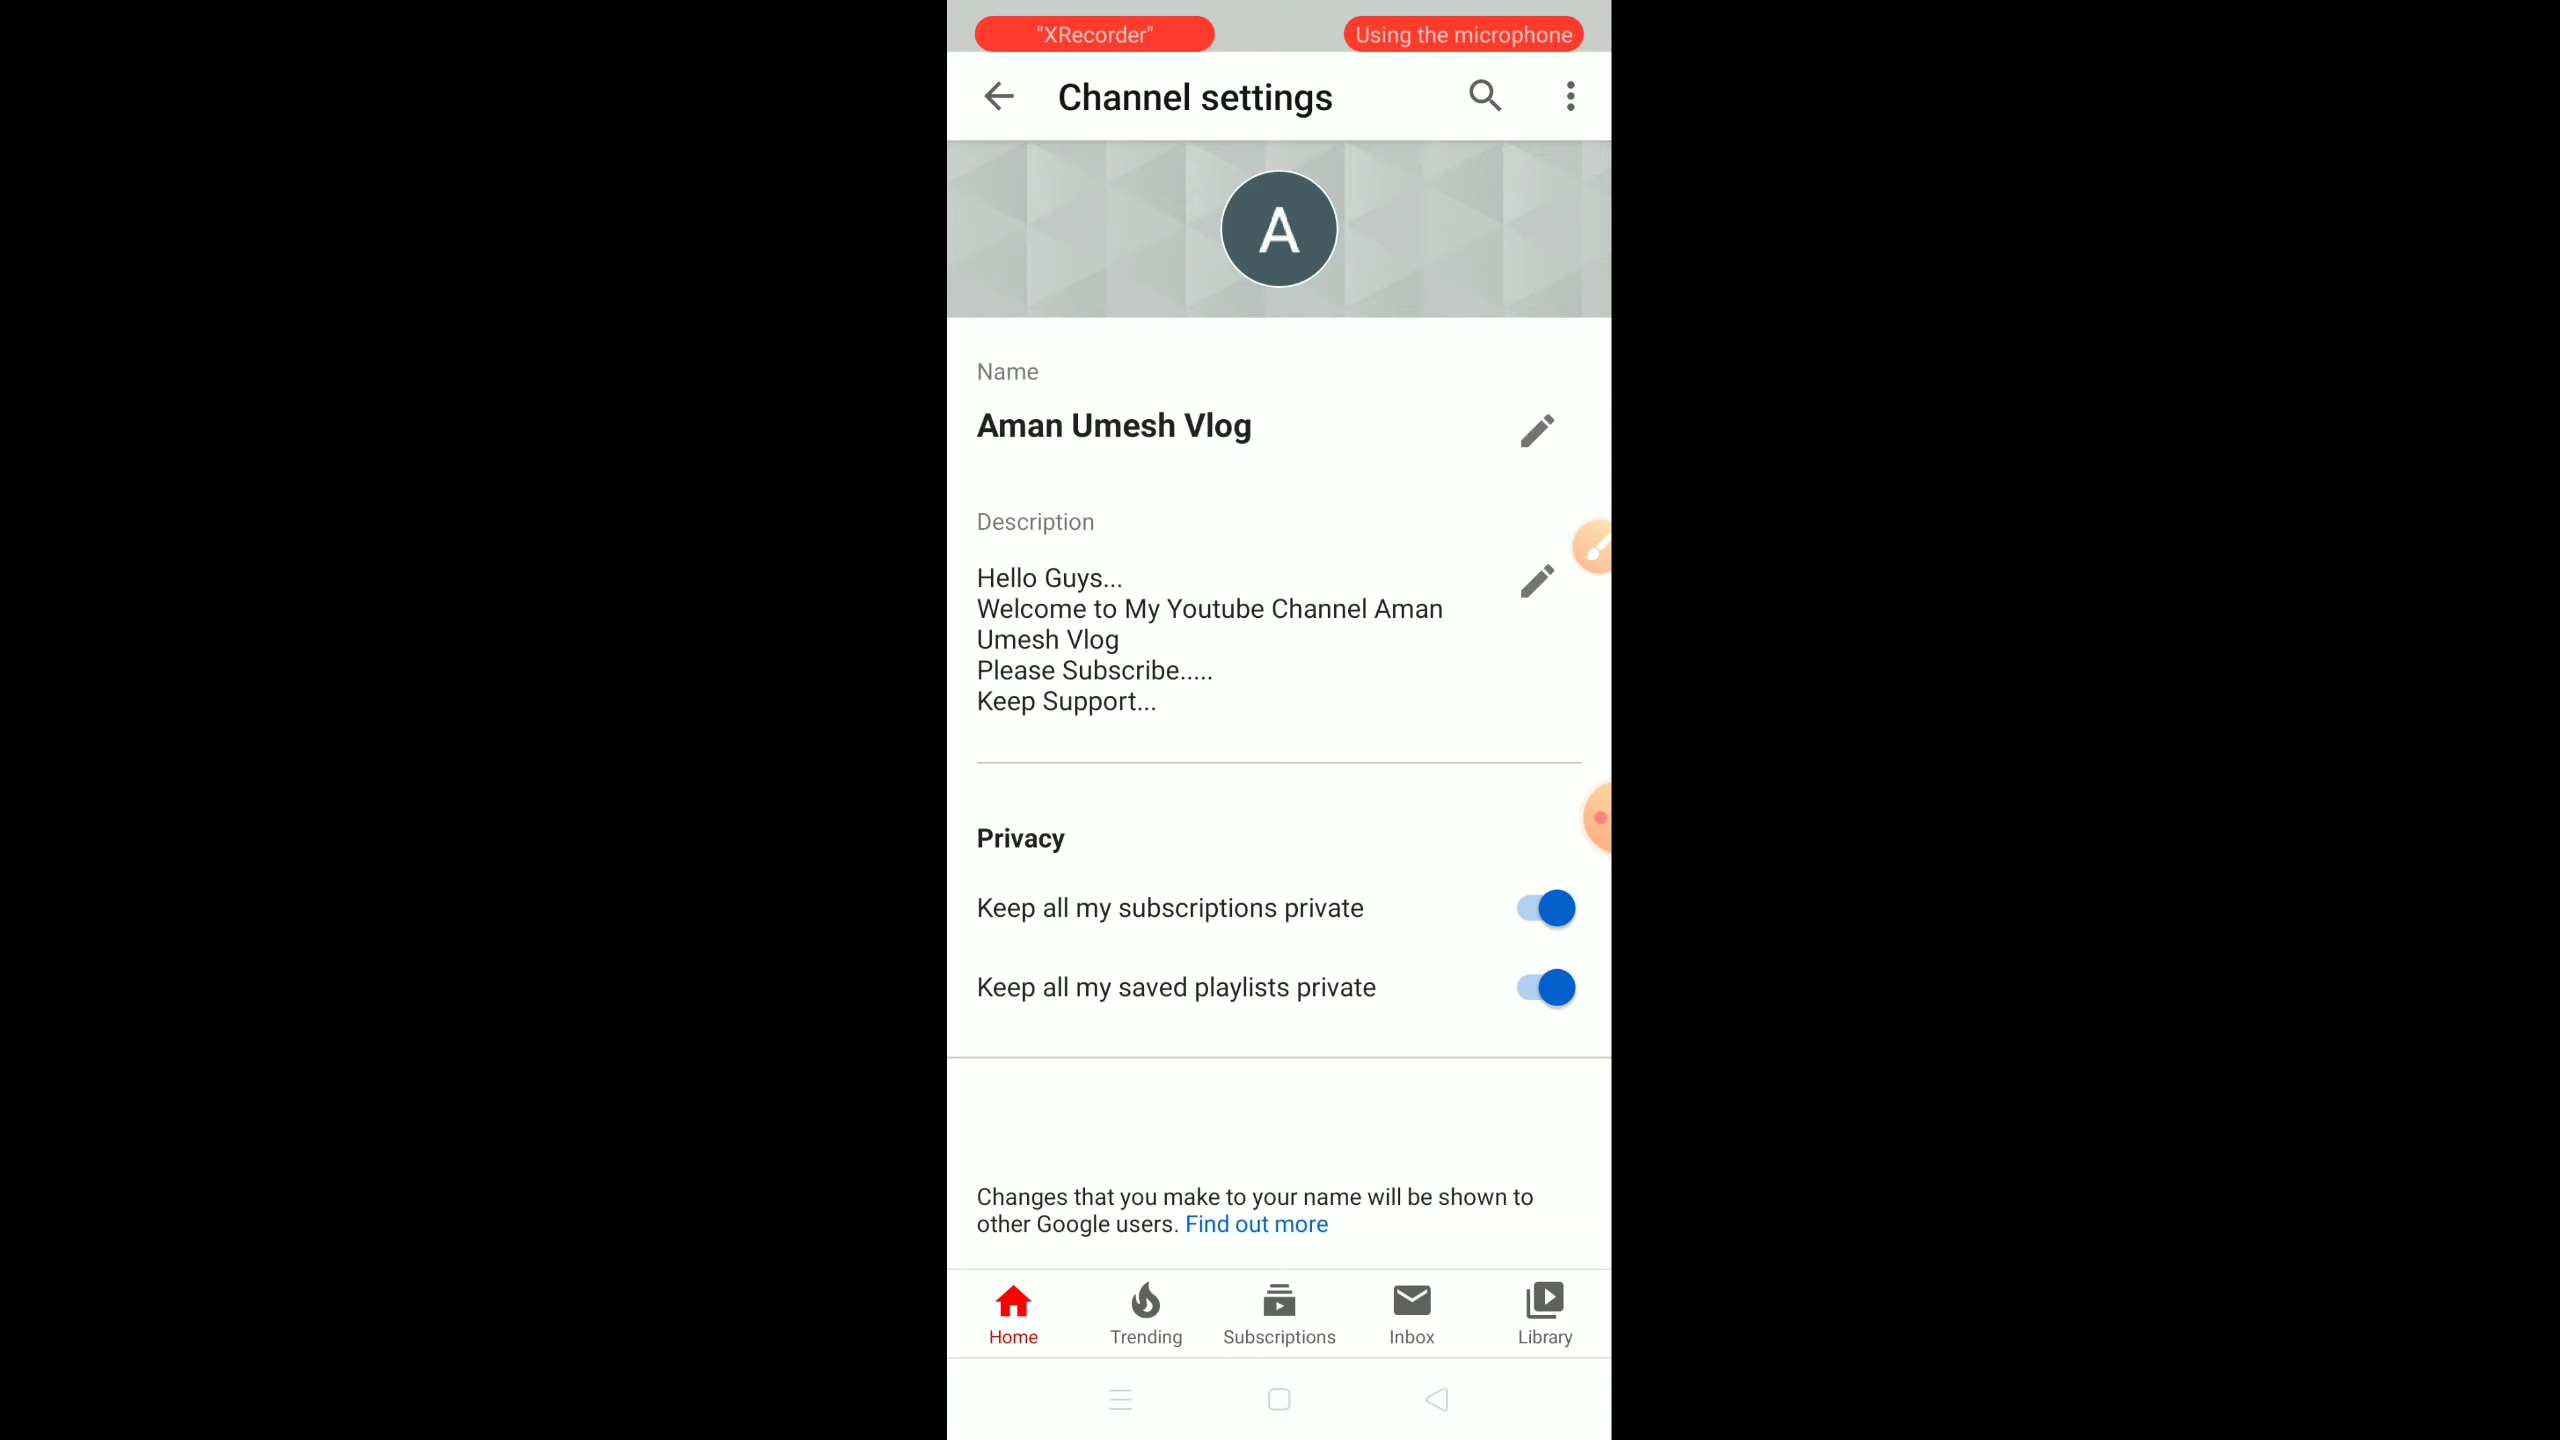 "XRecorder"
Using the microphone
Channel settings
A
Name
Aman Umesh Vlog
Description
Hello Guys...
Welcome to My Youtube Channel Aman
Umesh Vlog
Please Subscribe.....
Keep Support...
Privacy
Keep all my subscriptions private
Keep all my saved playlists private
Changes that you make to your name will be shown to
other Google users. Find out more
Home
Trending
Subscriptions
Inbox
Library